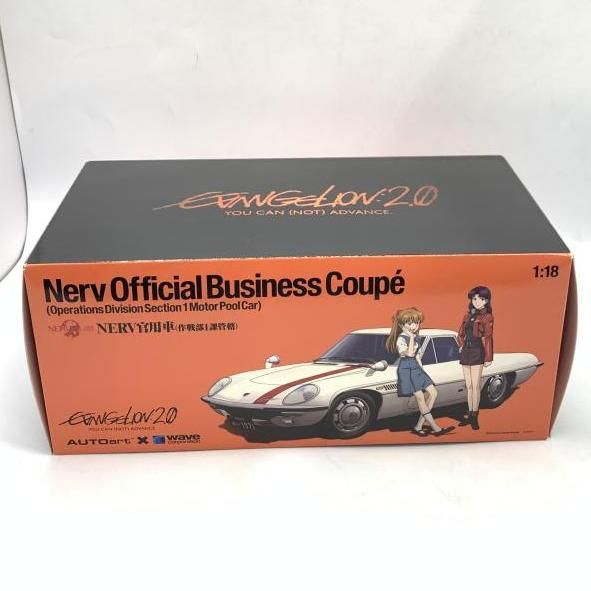 EVANGELION:2.0
YOU CAN (NOT) ADVANCE.
1:18
Nerv Official Business Coupé
(Operations Division Section 1 Motor Pool Car)
NERV官用車(作戦部1課管轄)
EVANGELION:2.0
YOU CAN (NOT) ADVANCE.
AUTOart × wave
corporation